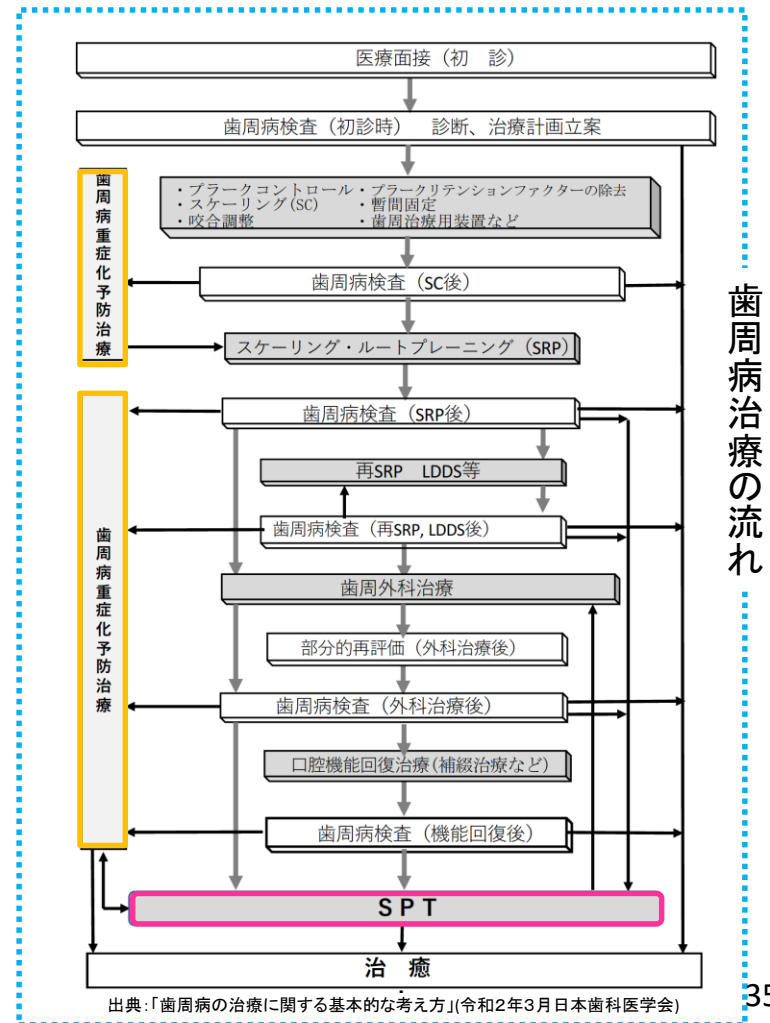 医療面接（初　診）
歯周病検査（初診時）　診断、治療計画立案
歯周病重症化予防治療
・プラークコントロール・プラークリテンションファクターの除去
・スケーリング(SC)　・暫間固定
・咬合調整　・歯周治療用装置など
歯周病検査（SC後）
スケーリング・ルートプレーニング（SRP）
歯周病検査（SRP後）
再SRP　LDDS等
歯周病検査（再SRP, LDDS後）
歯周外科治療
部分的再評価（外科治療後）
歯周病重症化予防治療
歯周病検査（外科治療後）
口腔機能回復治療(補綴治療など)
歯周病検査（機能回復後）
ＳＰＴ
治　癒
出典：「歯周病の治療に関する基本的な考え方」(令和２年３月日本歯科医学会)
歯周病治療の流れ
35